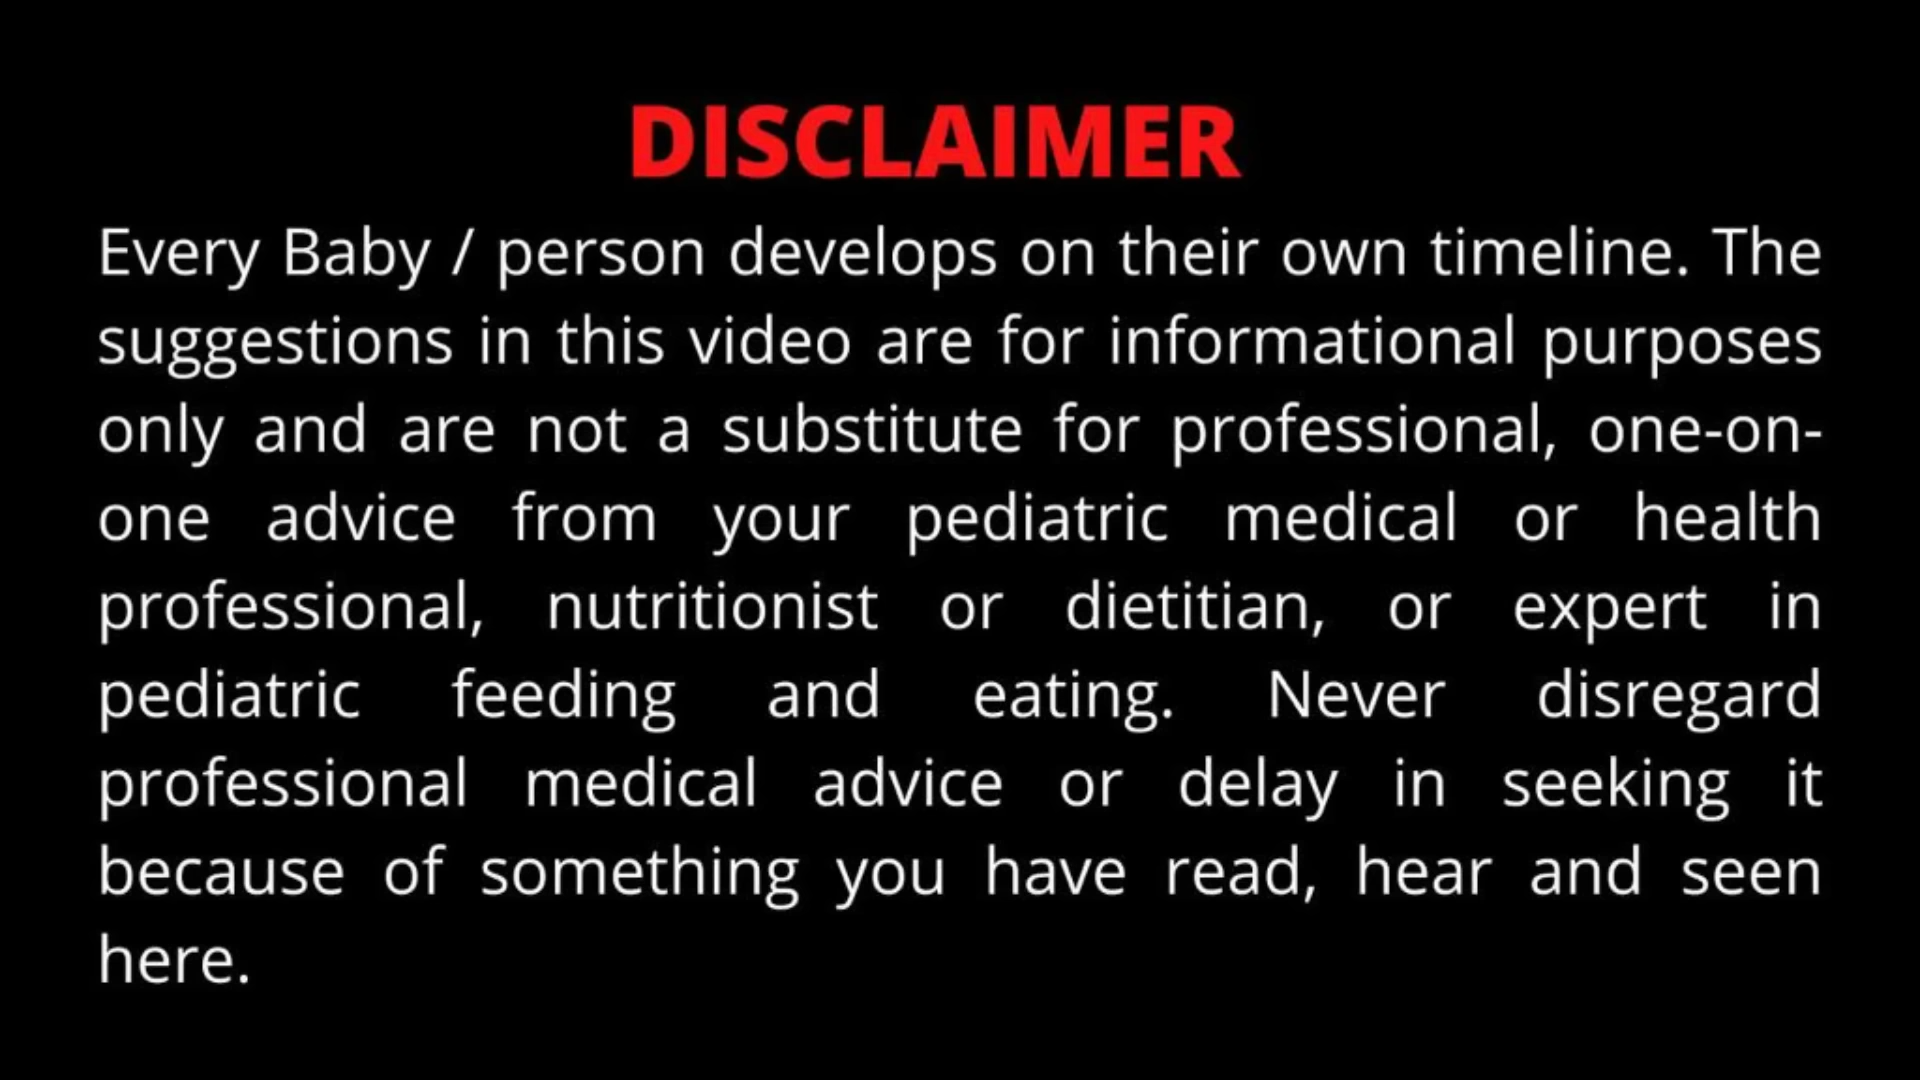 DISCLAIMER
Every Baby / person develops on their own timeline. The
suggestions in this video are for informational purposes
only and are not a substitute for professional, one-on-
one advice from your pediatric medical or health
professional, nutritionist or dietitian, or expert in
pediatric feeding and eating. Never disregard
professional medical advice or delay in seeking it
because of something you have read, hear and seen
here.